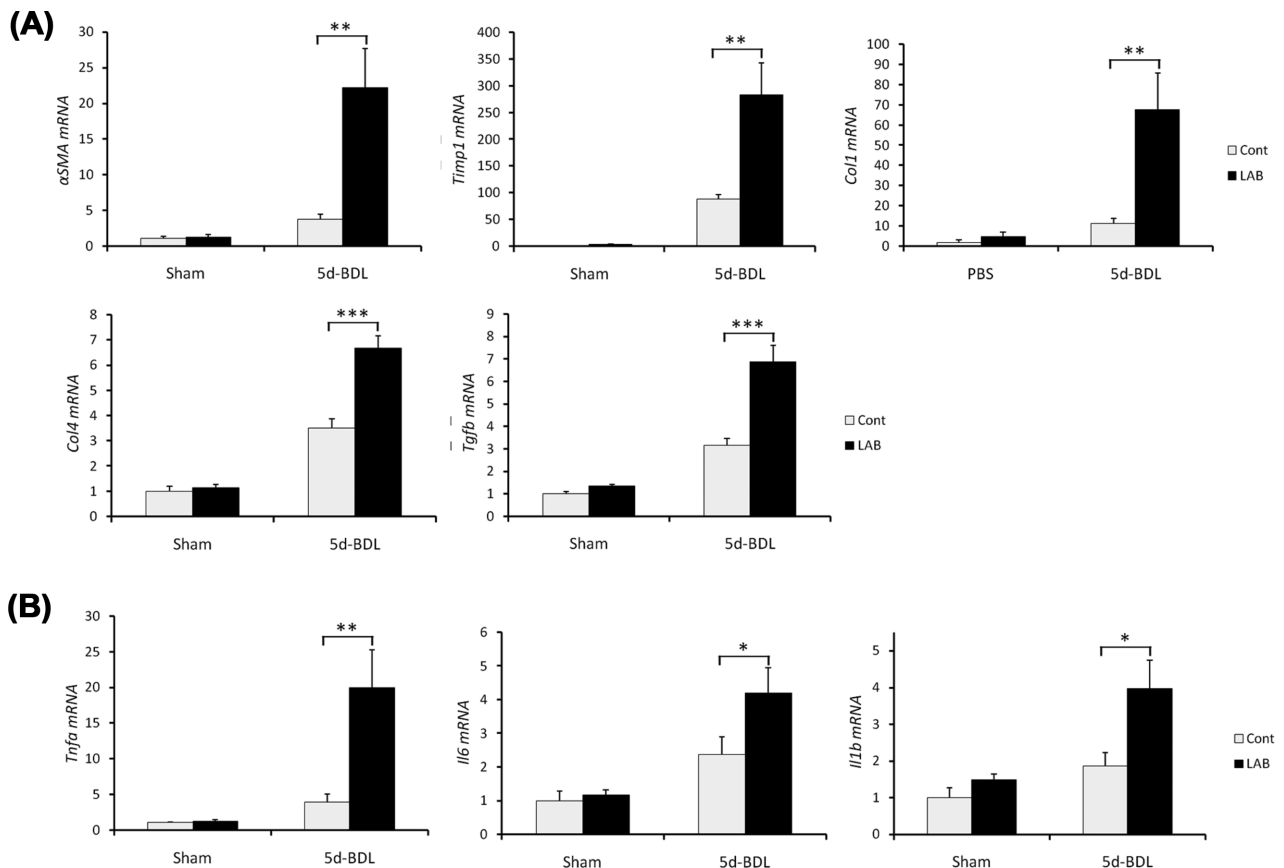 (A)
αSMA mRNA
30
25
20
15
10
5
0
**
Sham
5d-BDL
Timp1 mRNA
400
350
300
250
200
150
100
50
0
**
Sham
5d-BDL
Col1 mRNA
100
90
80
70
60
50
40
30
20
10
0
**
PBS
5d-BDL
Cont
LAB
Col4 mRNA
8
7
6
5
4
3
2
1
0
***
Sham
5d-BDL
Tgfb mRNA
9
8
7
6
5
4
3
2
1
0
***
Sham
5d-BDL
Cont
LAB
(B)
Tnfa mRNA
30
25
20
15
10
5
0
**
Sham
5d-BDL
Il6 mRNA
6
5
4
3
2
1
0
*
Sham
5d-BDL
Il1b mRNA
5
4
3
2
1
0
*
Sham
5d-BDL
Cont
LAB